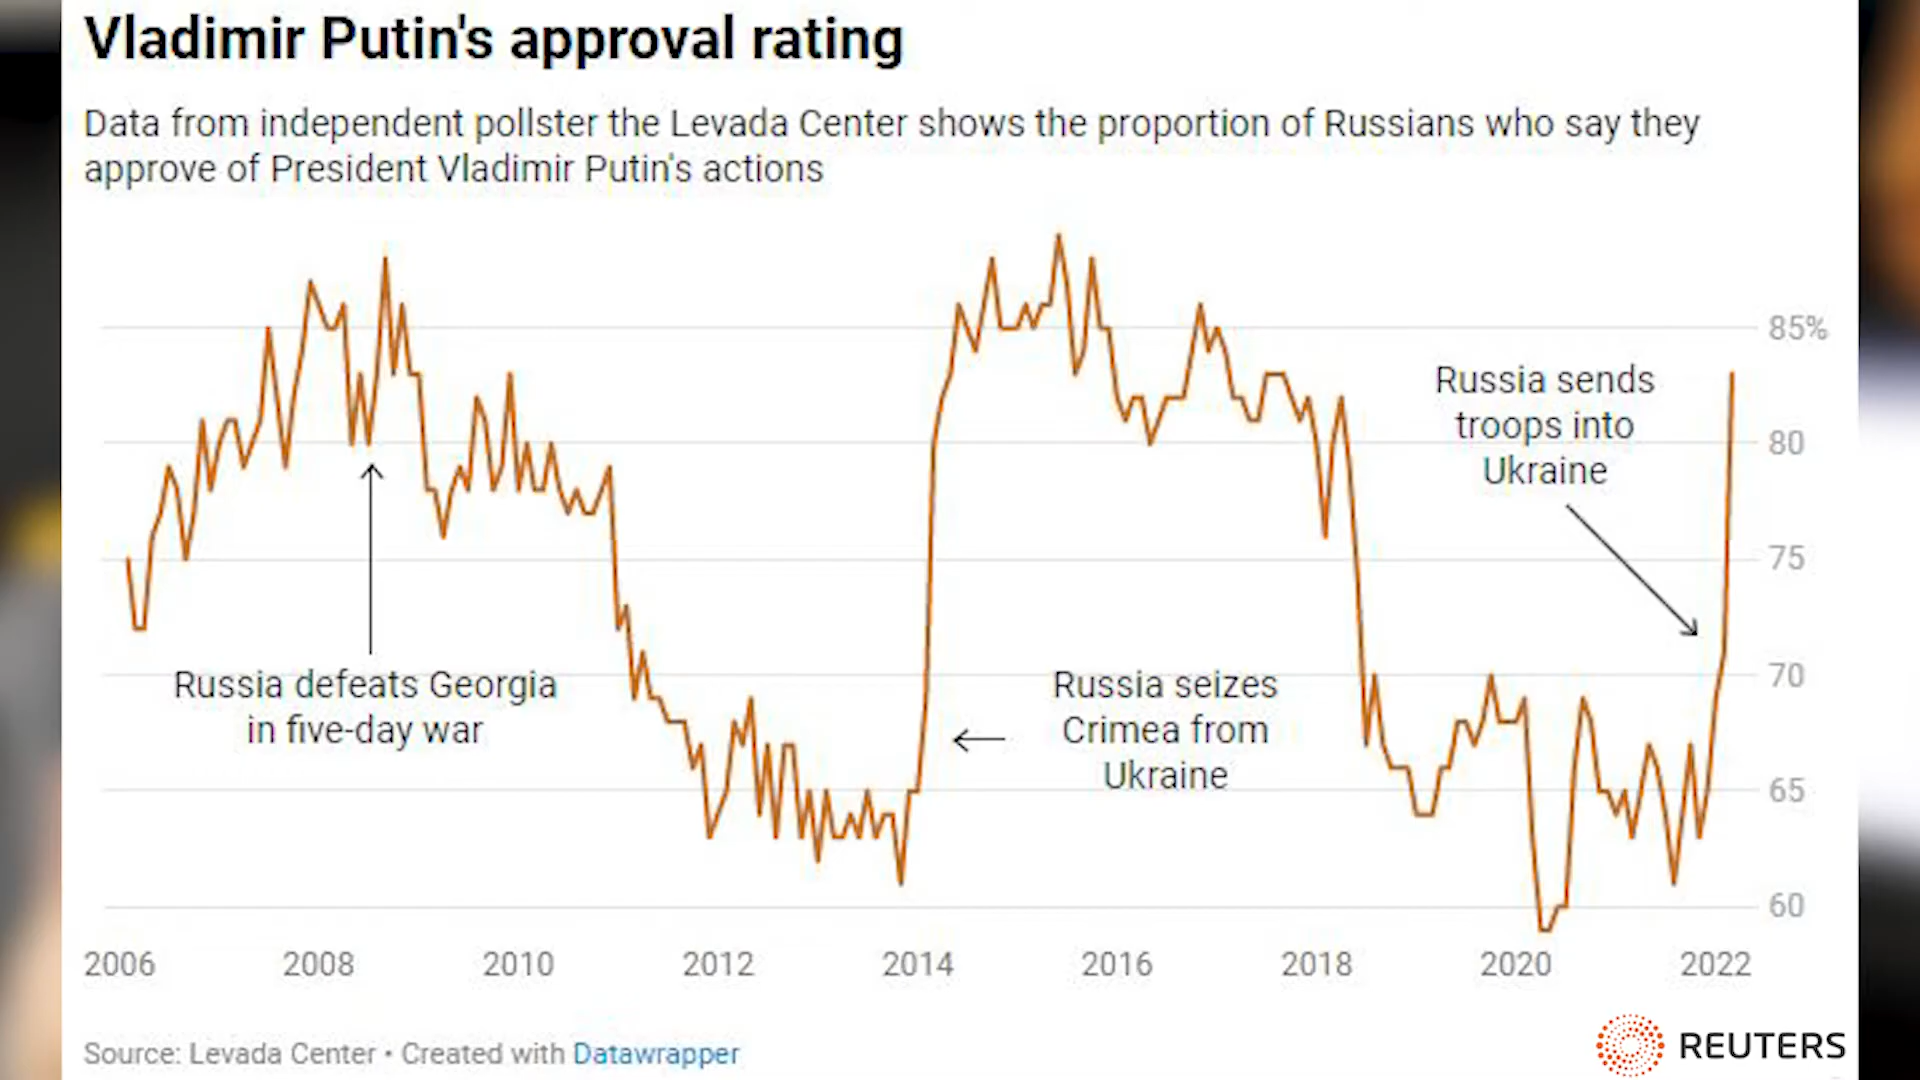 Vladimir Putin's approval rating
Data from independent pollster the Levada Center shows the proportion of Russians who say they
approve of President Vladimir Putin's actions
85%
80
75
70
65
60
Russia defeats Georgia
in five-day war
Russia seizes
Crimea from
Ukraine
Russia sends
troops into
Ukraine
2006 2008 2010 2012 2014 2016 2018 2020 2022
Source: Levada Center • Created with Datawrapper
REUTERS